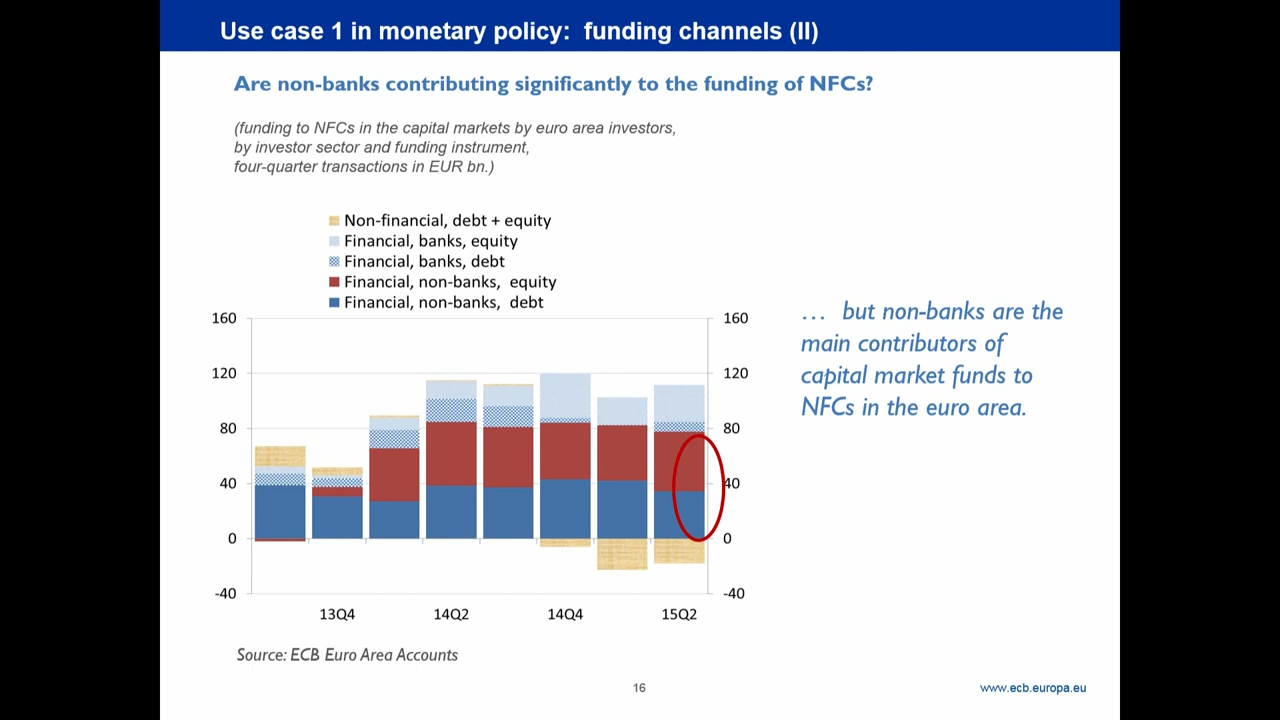 Use case 1 in monetary policy: funding channels (II)
Are non-banks contributing significantly to the funding of NFCs?
(funding to NFCs in the capital markets by euro area investors,
by investor sector and funding instrument,
four-quarter transactions in EUR bn.)
Non-financial, debt + equity
Financial, banks, equity
Financial, banks, debt
Financial, non-banks, equity
Financial, non-banks, debt
160 160
120 120
80 80
40 40
0 0
-40 -40
13Q4 14Q2 14Q4 15Q2
… but non-banks are the
main contributors of
capital market funds to
NFCs in the euro area.
Source: ECB Euro Area Accounts
16
www.ecb.europa.eu